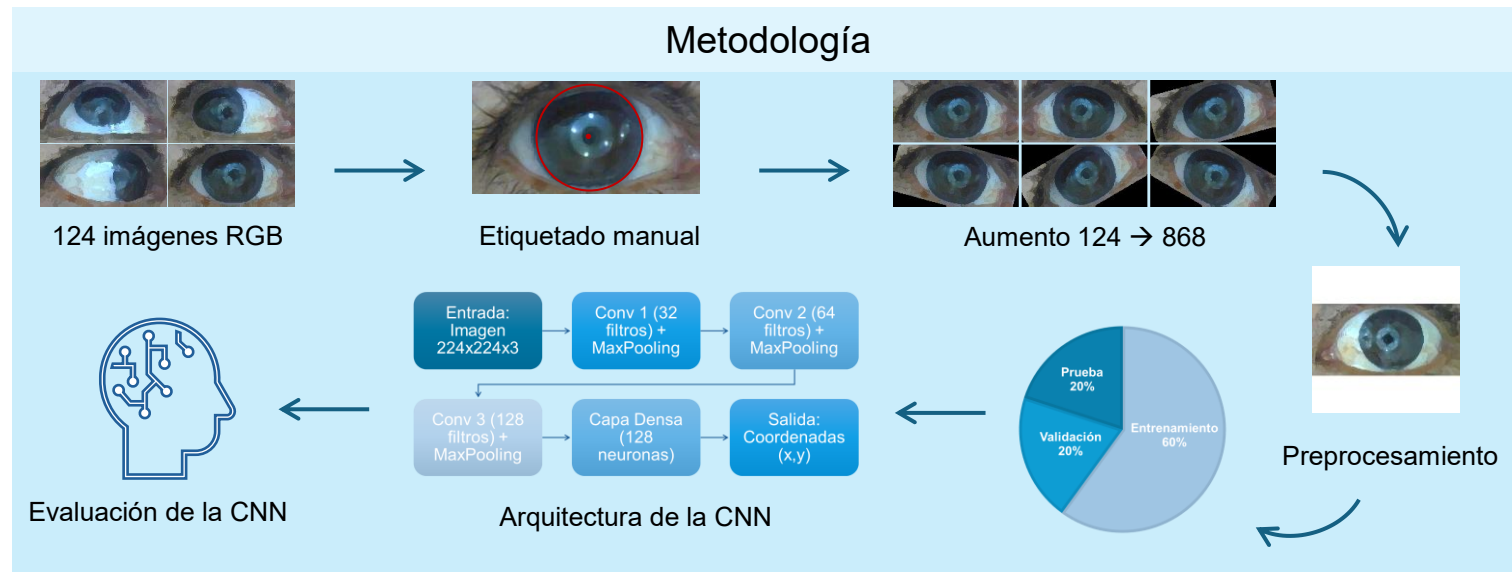 Metodología
124 imágenes RGB
Etiquetado manual
Aumento 124 → 868
Preprocesamiento
Prueba
20%
Validación
20%
Entrenamiento
60%
Entrada:
Imagen
224x224x3
Conv 1 (32
filtros) +
MaxPooling
Conv 2 (64
filtros) +
MaxPooling
Conv 3 (128
filtros) +
MaxPooling
Capa Densa
(128
neuronas)
Salida:
Coordenadas
(x,y)
Arquitectura de la CNN
Evaluación de la CNN